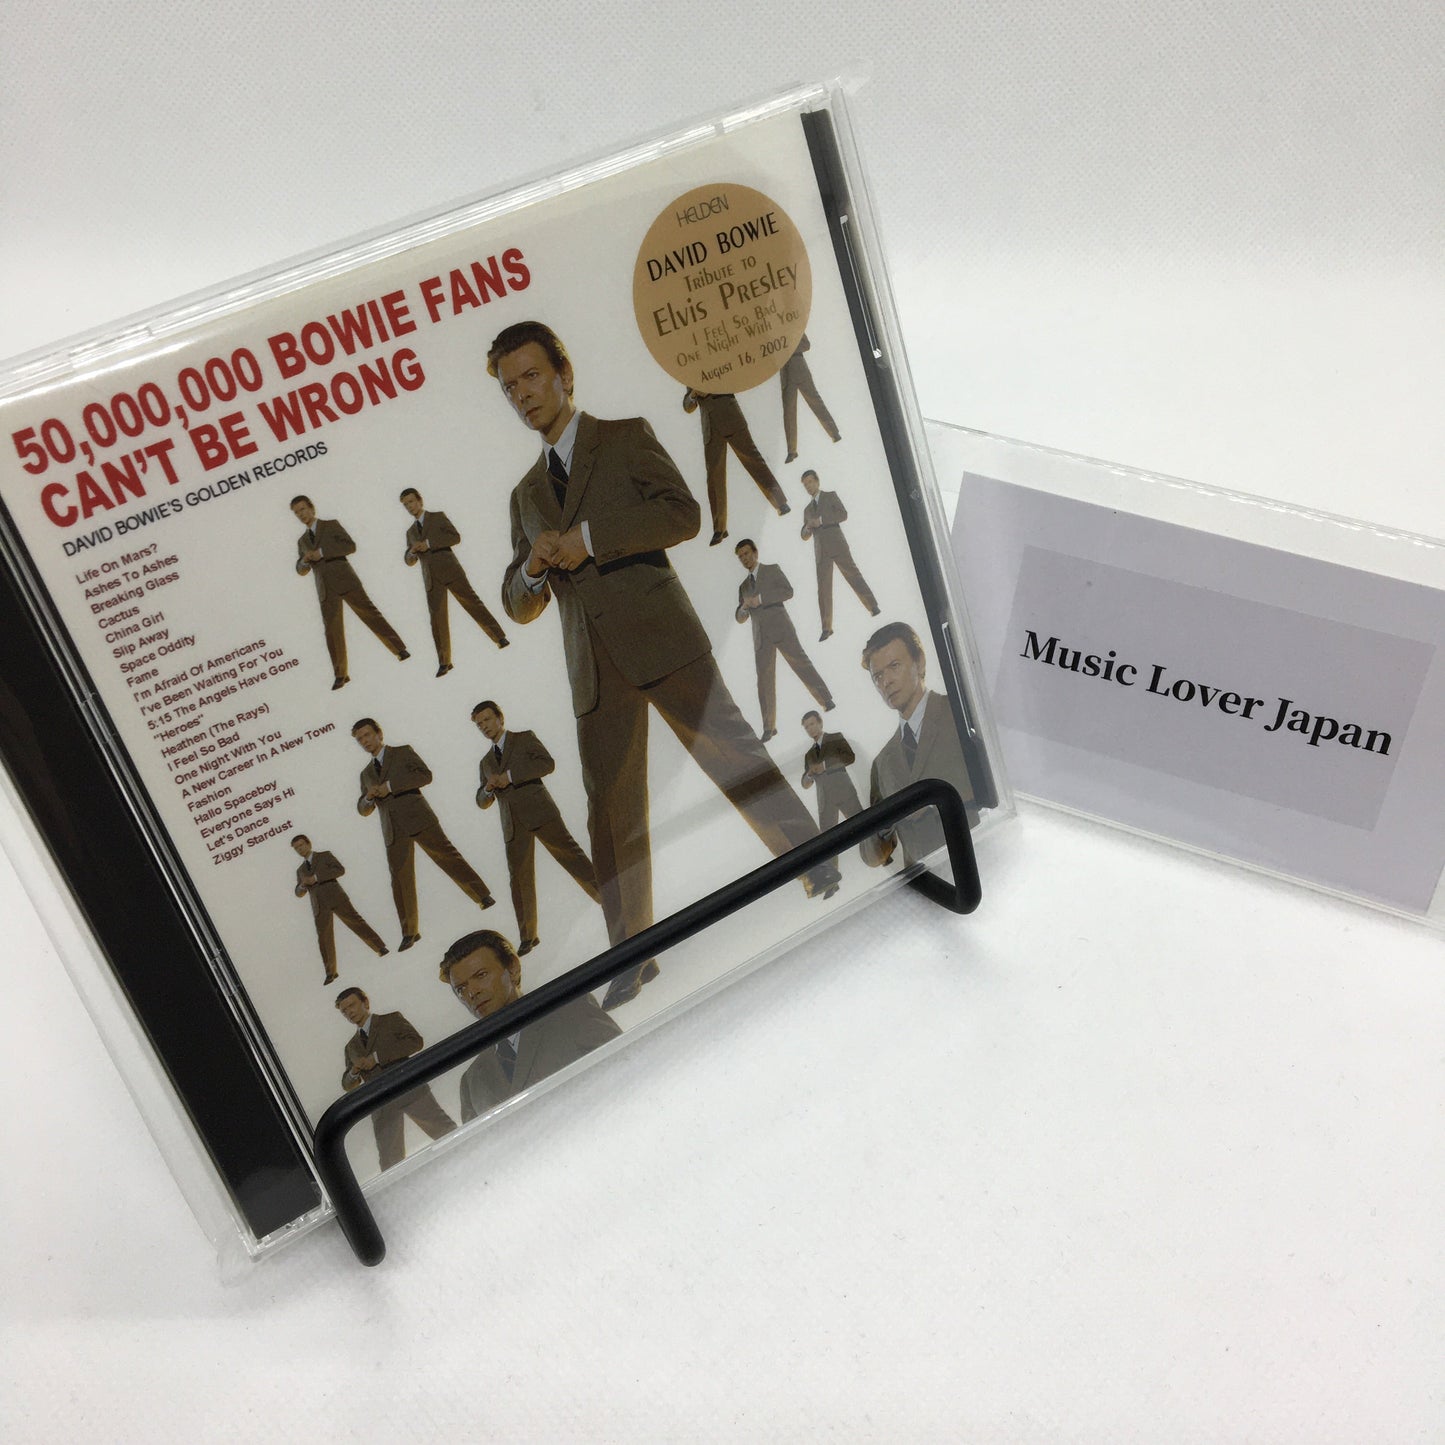 50,000,000 BOWIE FANS
CAN'T BE WRONG
DAVID BOWIE'S GOLDEN RECORDS
Life On Mars?
Ashes To Ashes
Breaking Glass
Cactus
China Girl
Slip Away
Space Oddity
Fame
I'm Afraid Of Americans
I've Been Waiting For You
5:15 The Angels Have Gone
"Heroes"
Heathen (The Rays)
I Feel So Bad
One Night With You
A New Career In A New Town
Fashion
Hallo Spaceboy
Everyone Says Hi
Let's Dance
Ziggy Stardust
HELDEN
DAVID BOWIE
TRIBUTE TO
ELVIS PRESLEY
I FEEL SO BAD
ONE NIGHT WITH YOU
AUGUST 16, 2002
Music Lover Japan